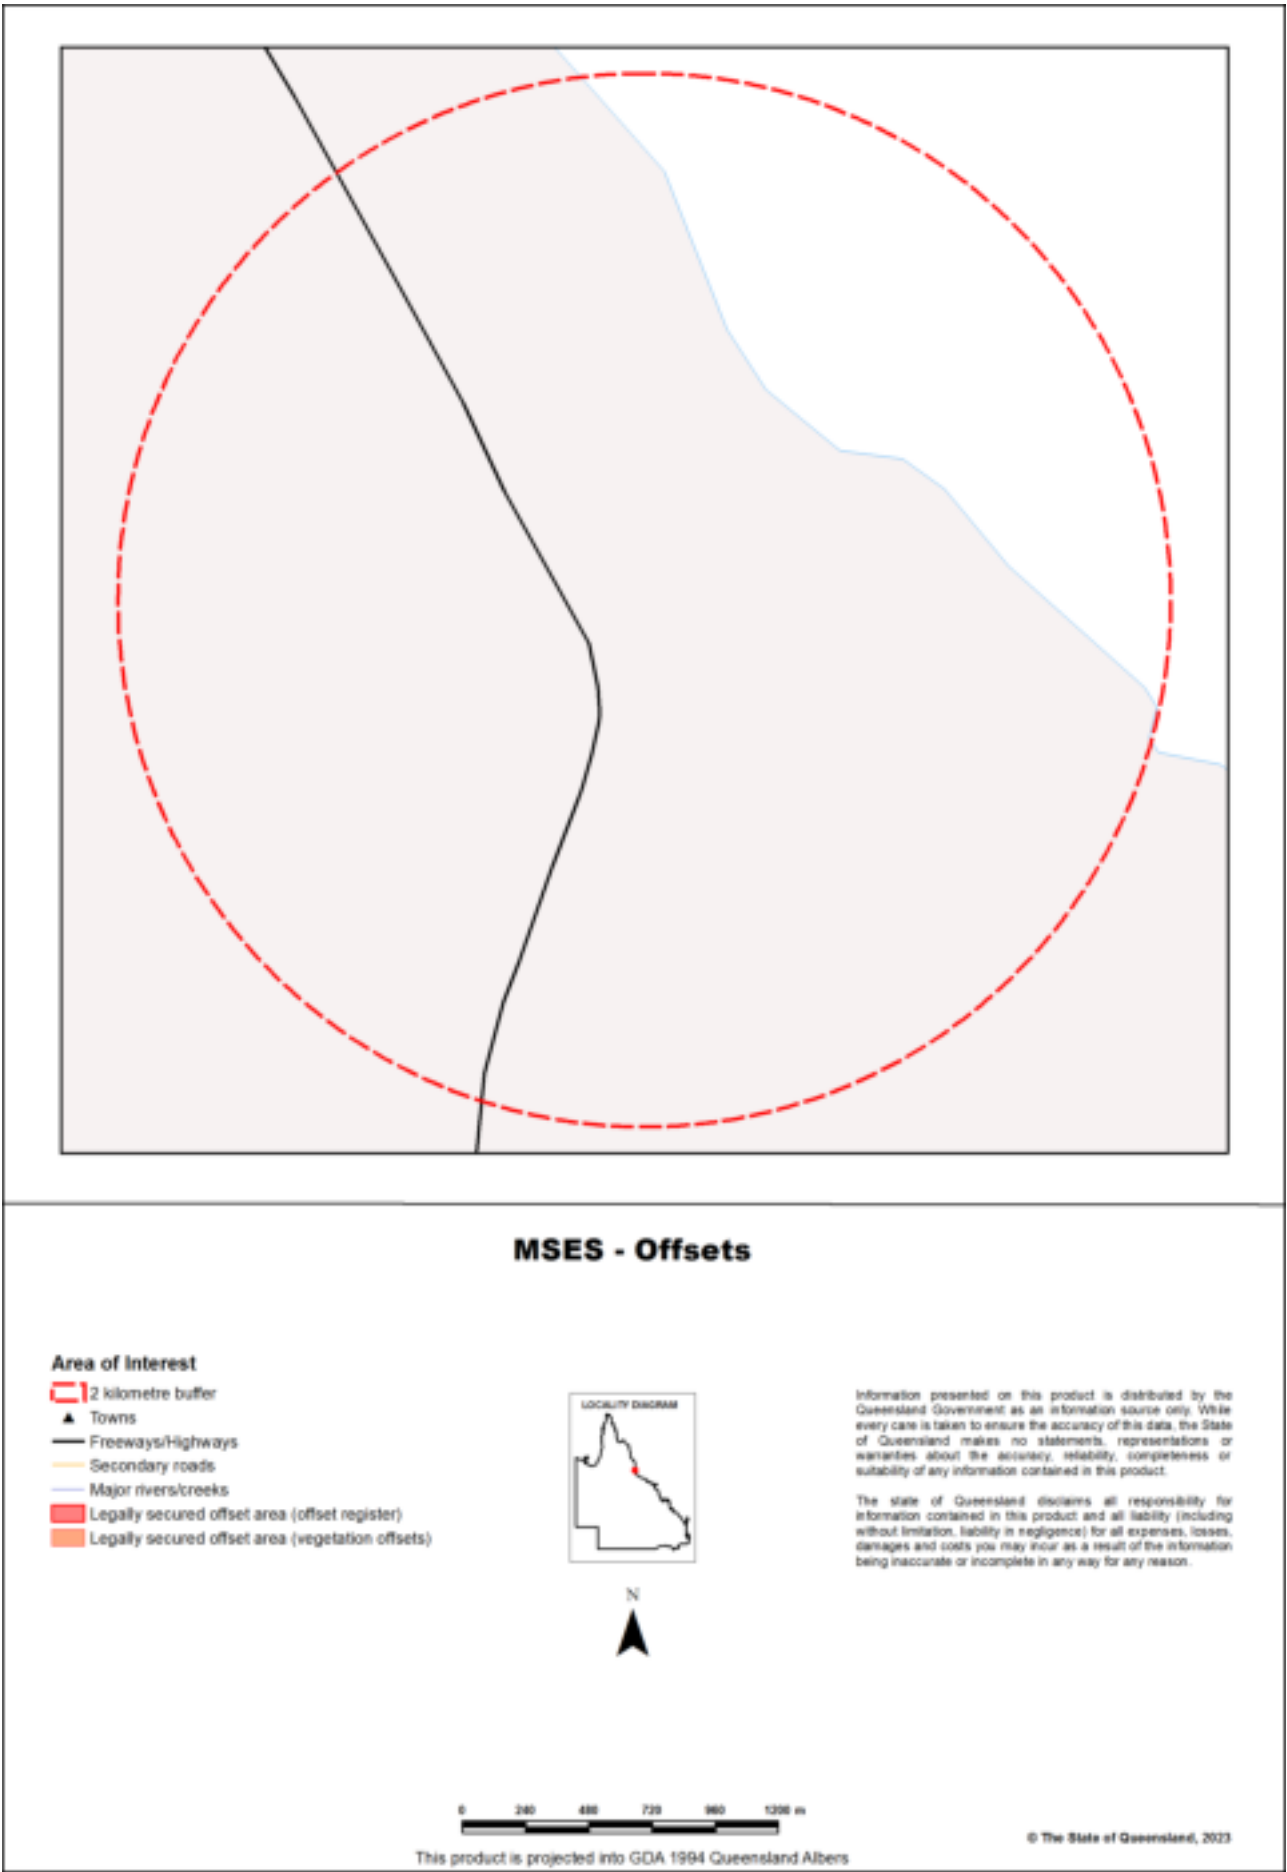 MSES - Offsets
Area of Interest
2 kilometre buffer
Towns
Freeways/Highways
Secondary roads
Major rivers/creeks
Legally secured offset area (offset register)
Legally secured offset area (vegetation offsets)
LOCALITY DIAGRAM
N
Information presented on this product is distributed by the
Queensland Government as an information source only. While
every care is taken to ensure the accuracy of this data, the State
of Queensland makes no statements, representations or
warranties about the accuracy, reliability, completeness or
suitability of any information contained in this product.
The state of Queensland disclaims all responsibility for
information contained in this product and all liability (including
without limitation, liability in negligence) for all expenses, losses,
damages and costs you may incur as a result of the information
being inaccurate or incomplete in any way for any reason.
0 240 480 720 960 1200 m
This product is projected into GDA 1994 Queensland Albers
© The State of Queensland, 2023